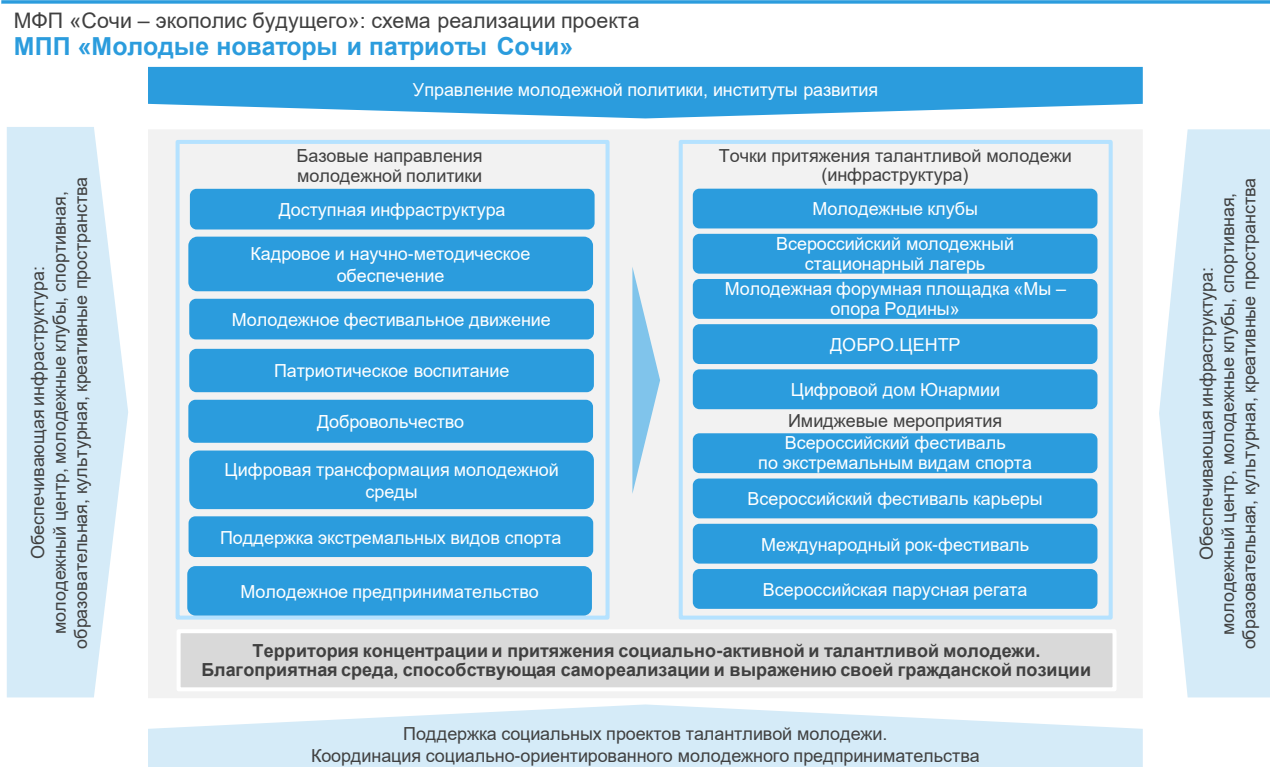 МФП «Сочи – экополис будущего»: схема реализации проекта
МПП «Молодые новаторы и патриоты Сочи»
Управление молодежной политики, институты развития
Обеспечивающая инфраструктура:
молодежный центр, молодежные клубы, спортивная,
образовательная, культурная, креативные пространства
Базовые направления
молодежной политики
Доступная инфраструктура
Кадровое и научно-методическое
обеспечение
Молодежное фестивальное движение
Патриотическое воспитание
Добровольчество
Цифровая трансформация молодежной
среды
Поддержка экстремальных видов спорта
Молодежное предпринимательство
Точки притяжения талантливой молодежи
(инфраструктура)
Молодежные клубы
Всероссийский молодежный
стационарный лагерь
Молодежная форумная площадка «Мы –
опора Родины»
ДОБРО.ЦЕНТР
Цифровой дом Юнармии
Имиджевые мероприятия
Всероссийский фестиваль
по экстремальным видам спорта
Всероссийский фестиваль карьеры
Международный рок-фестиваль
Всероссийская парусная регата
Обеспечивающая инфраструктура:
молодежный центр, молодежные клубы, спортивная,
образовательная, культурная, креативные пространства
Территория концентрации и притяжения социально-активной и талантливой молодежи.
Благоприятная среда, способствующая самореализации и выражению своей гражданской позиции
Поддержка социальных проектов талантливой молодежи.
Координация социально-ориентированного молодежного предпринимательства